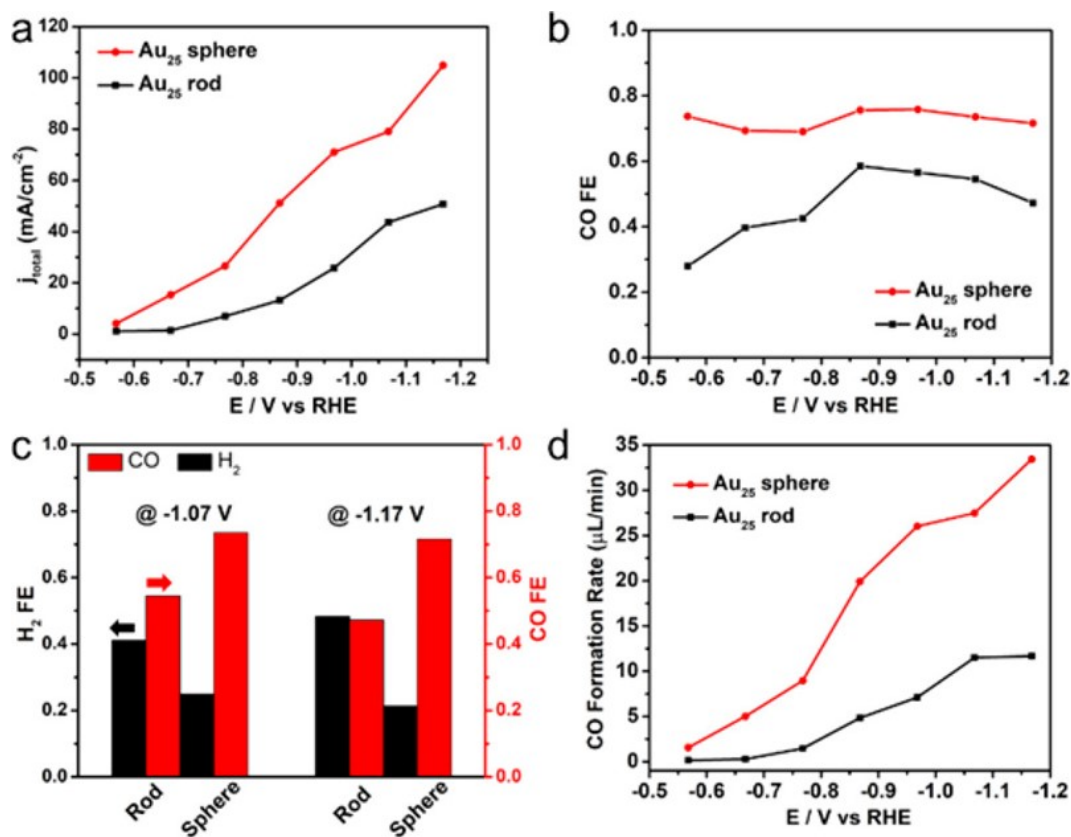 a
120
100
80
60
40
20
0
j_total (mA/cm⁻²)
Au₂₅ sphere
Au₂₅ rod
-0.5 -0.6 -0.7 -0.8 -0.9 -1.0 -1.1 -1.2
E / V vs RHE
b
1.0
0.8
0.6
0.4
0.2
0.0
CO FE
Au₂₅ sphere
Au₂₅ rod
-0.5 -0.6 -0.7 -0.8 -0.9 -1.0 -1.1 -1.2
E / V vs RHE
c
1.0
0.8
0.6
0.4
0.2
0.0
H₂ FE
CO H₂
@ -1.07 V @ -1.17 V
Rod Sphere Rod Sphere
1.0
0.8
0.6
0.4
0.2
0.0
CO FE
d
35
30
25
20
15
10
5
0
CO Formation Rate (μL/min)
Au₂₅ sphere
Au₂₅ rod
-0.5 -0.6 -0.7 -0.8 -0.9 -1.0 -1.1 -1.2
E / V vs RHE